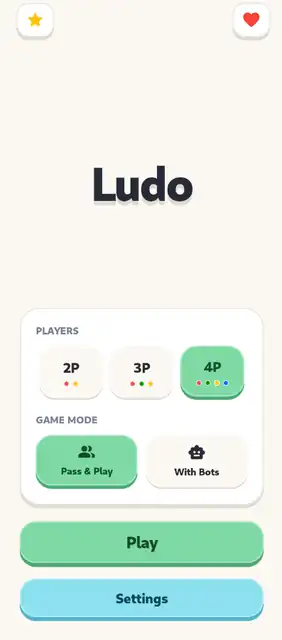 Ludo
PLAYERS
2P
3P
4P
GAME MODE
Pass & Play
With Bots
Play
Settings